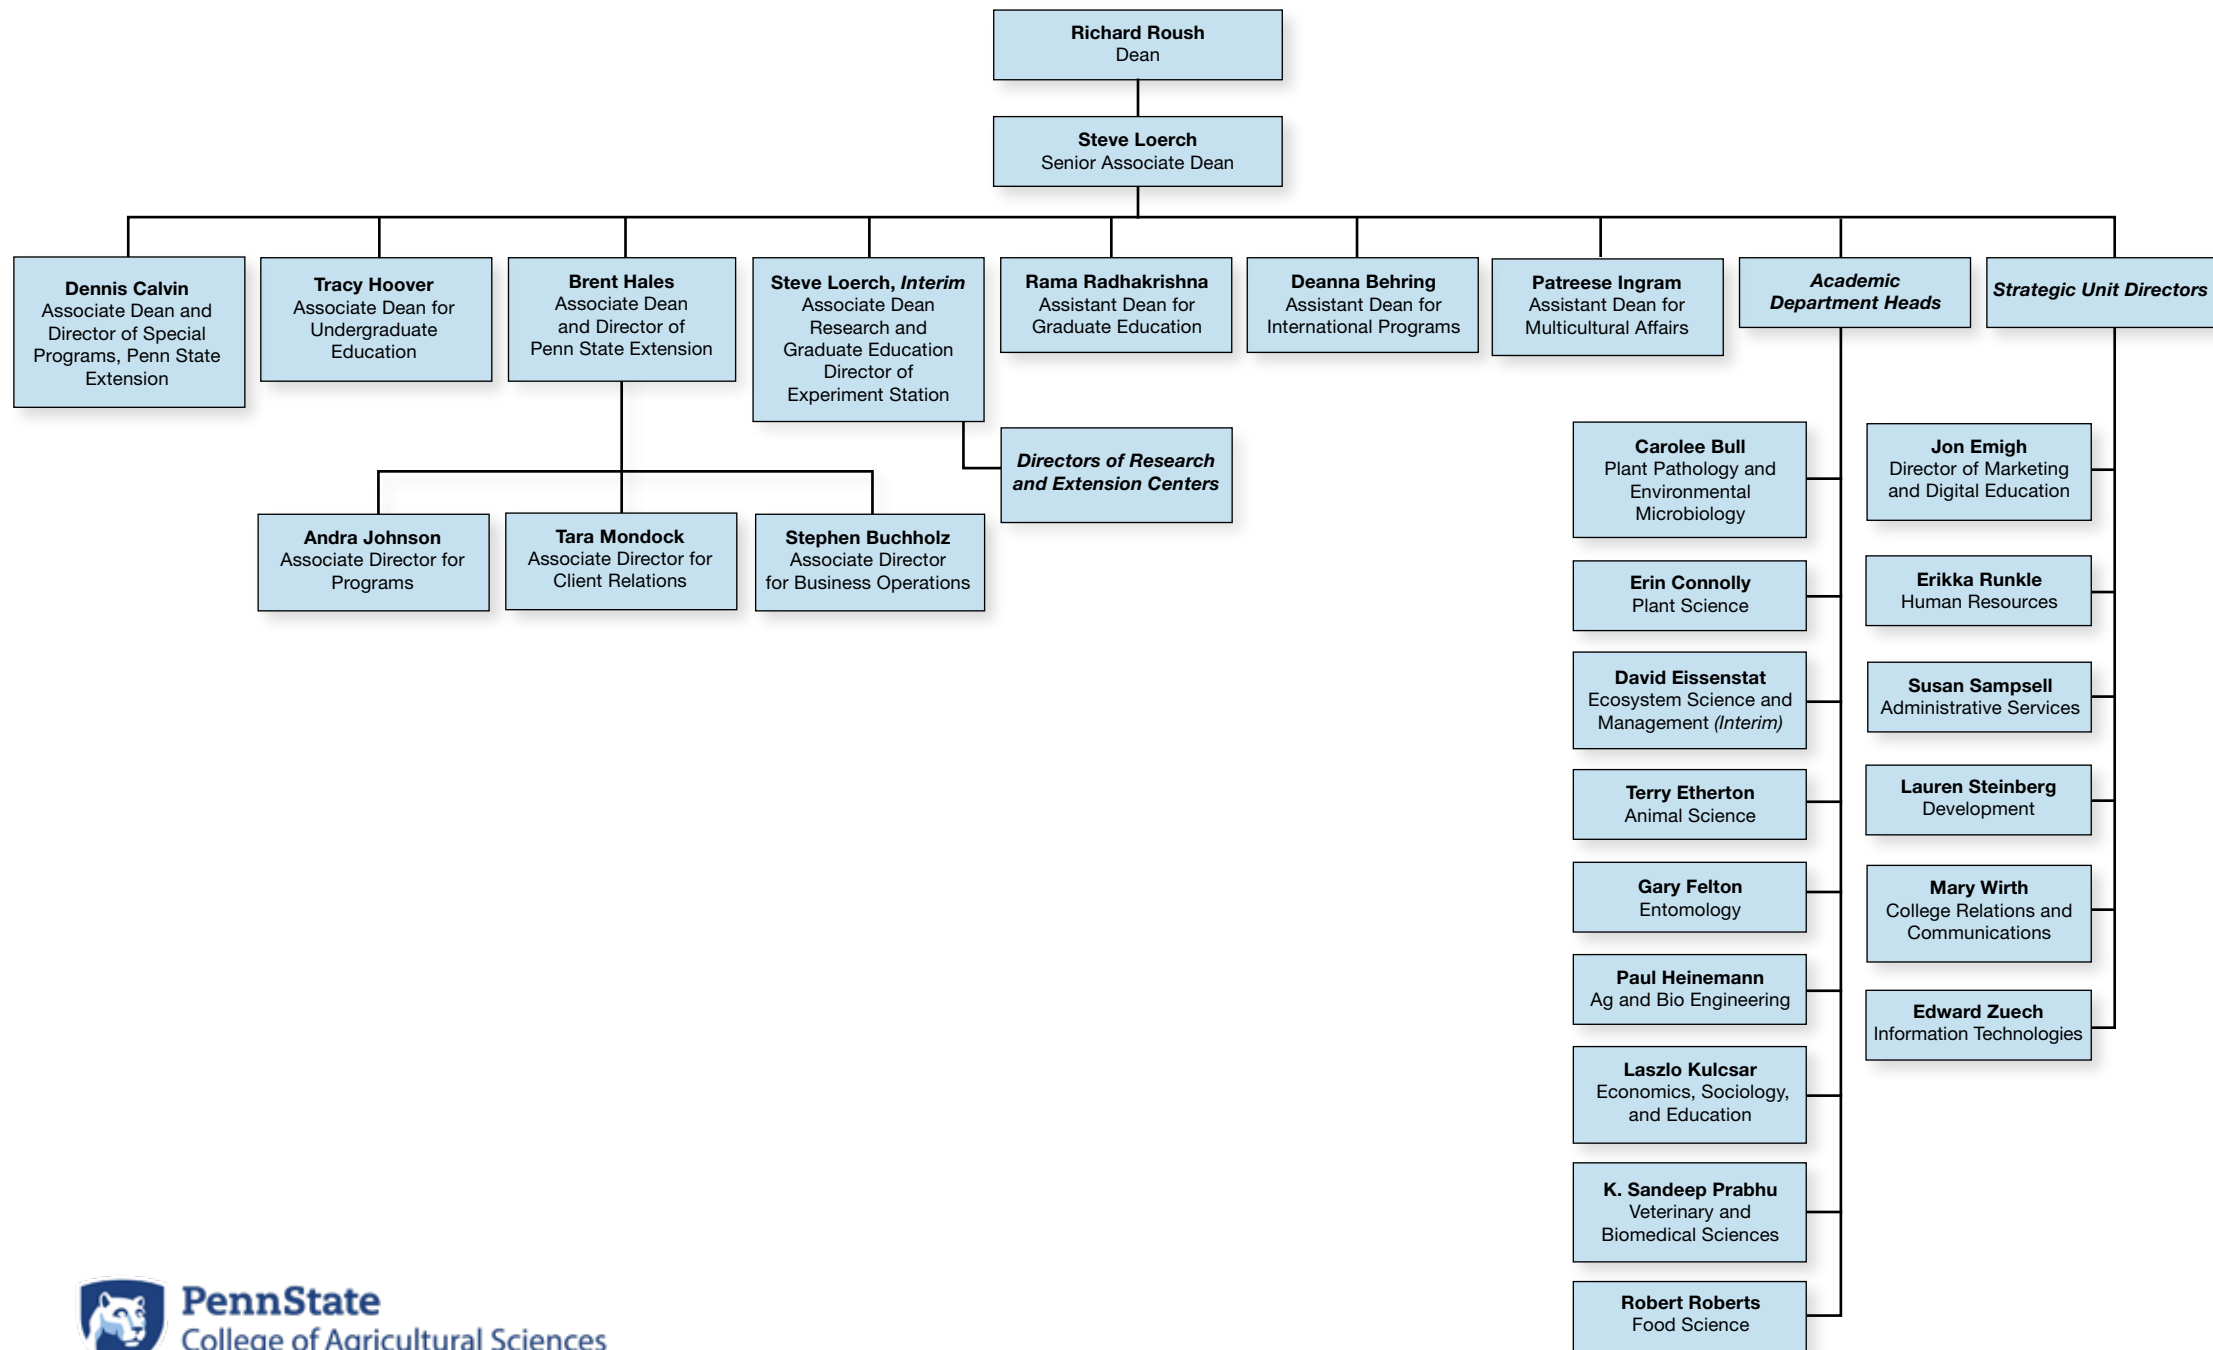 Richard Roush
Dean
Steve Loerch
Senior Associate Dean
Dennis Calvin
Associate Dean and
Director of Special
Programs, Penn State
Extension
Tracy Hoover
Associate Dean for
Undergraduate
Education
Brent Hales
Associate Dean
and Director of
Penn State Extension
Steve Loerch, Interim
Associate Dean
Research and
Graduate Education
Director of
Experiment Station
Rama Radhakrishna
Assistant Dean for
Graduate Education
Deanna Behring
Assistant Dean for
International Programs
Patreese Ingram
Assistant Dean for
Multicultural Affairs
Academic
Department Heads
Strategic Unit Directors
Directors of Research
and Extension Centers
Andra Johnson
Associate Director for
Programs
Tara Mondock
Associate Director for
Client Relations
Stephen Buchholz
Associate Director
for Business Operations
Carolee Bull
Plant Pathology and
Environmental
Microbiology
Erin Connolly
Plant Science
David Eissenstat
Ecosystem Science and
Management (Interim)
Terry Etherton
Animal Science
Gary Felton
Entomology
Paul Heinemann
Ag and Bio Engineering
Laszlo Kulcsar
Economics, Sociology,
and Education
K. Sandeep Prabhu
Veterinary and
Biomedical Sciences
Robert Roberts
Food Science
Jon Emigh
Director of Marketing
and Digital Education
Erikka Runkle
Human Resources
Susan Sampsell
Administrative Services
Lauren Steinberg
Development
Mary Wirth
College Relations and
Communications
Edward Zuech
Information Technologies
PennState
College of Agricultural Sciences